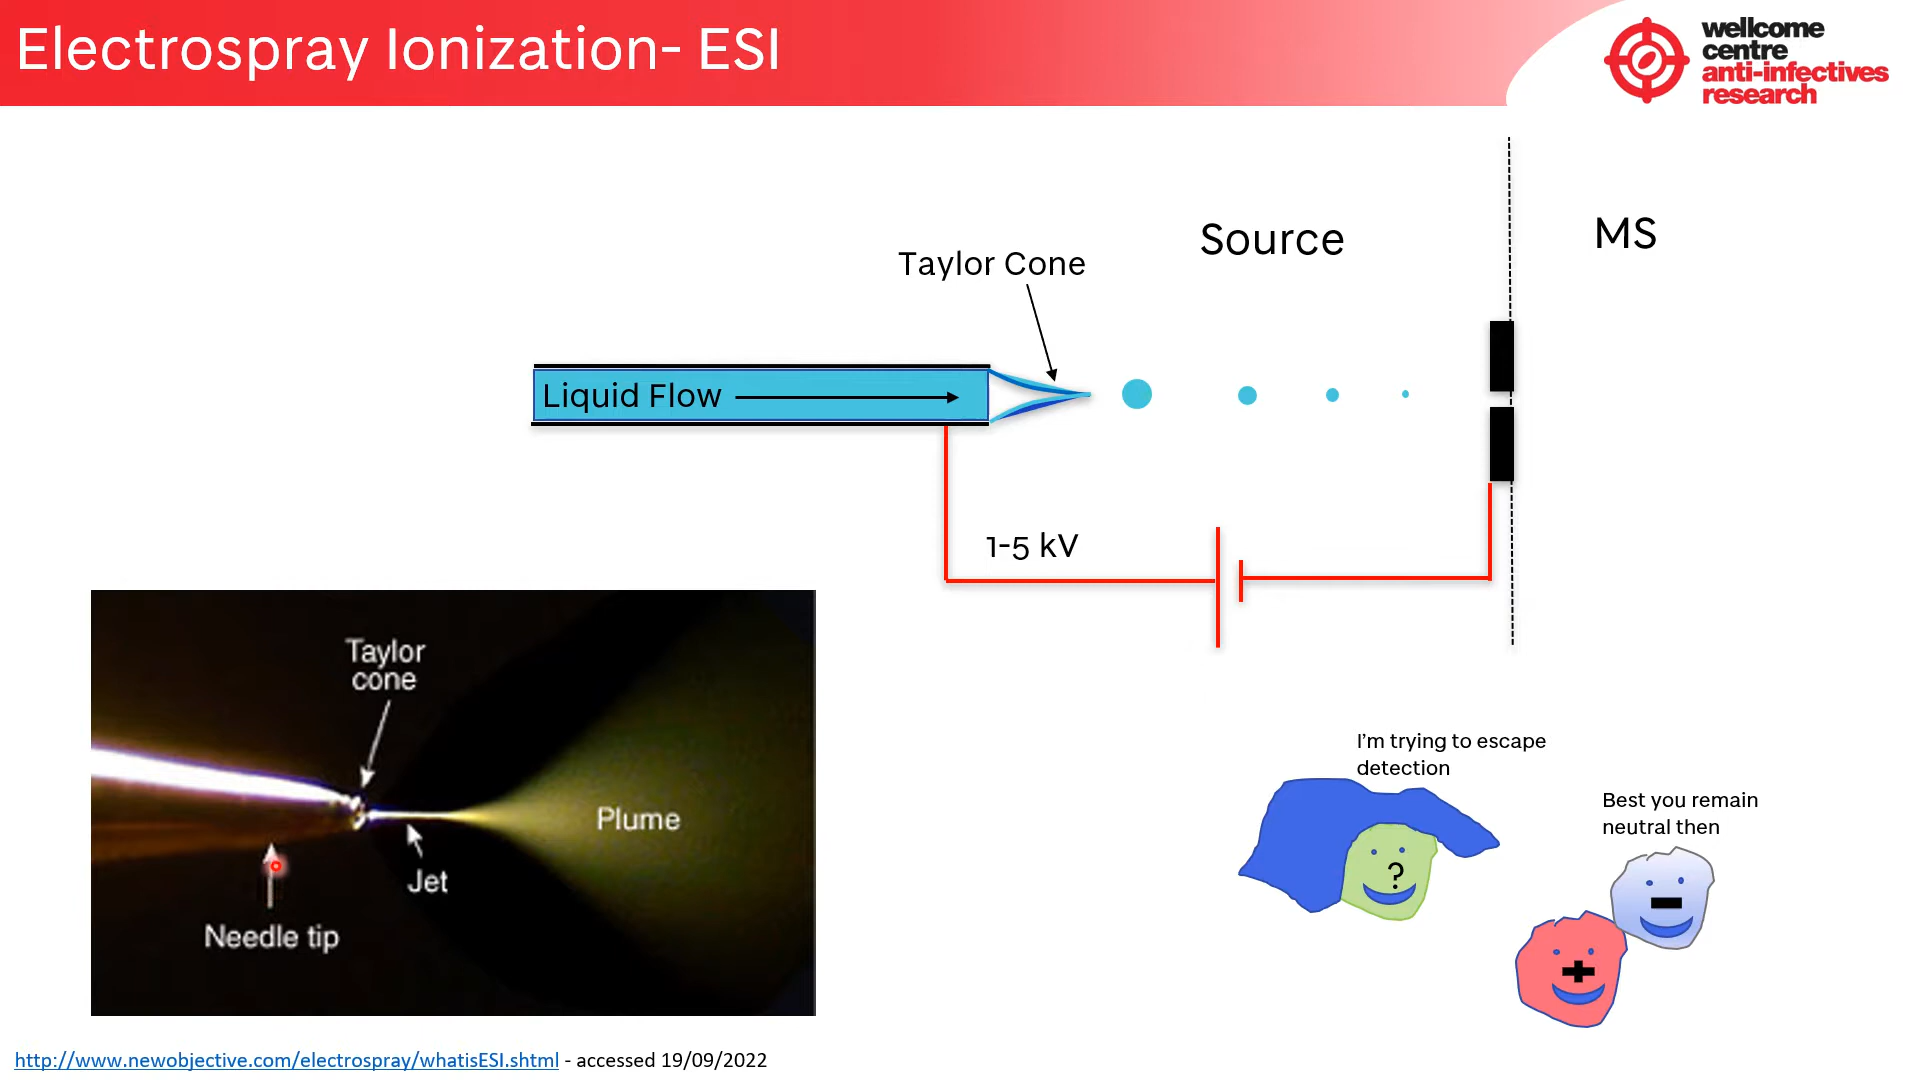 Electrospray Ionization- ESI
wellcome
centre
anti-infectives
research
Source
MS
Taylor Cone
Liquid Flow
1-5 kV
Taylor
cone
Plume
Jet
Needle tip
I'm trying to escape
detection
Best you remain
neutral then
?
http://www.newobjective.com/electrospray/whatisESI.shtml - accessed 19/09/2022